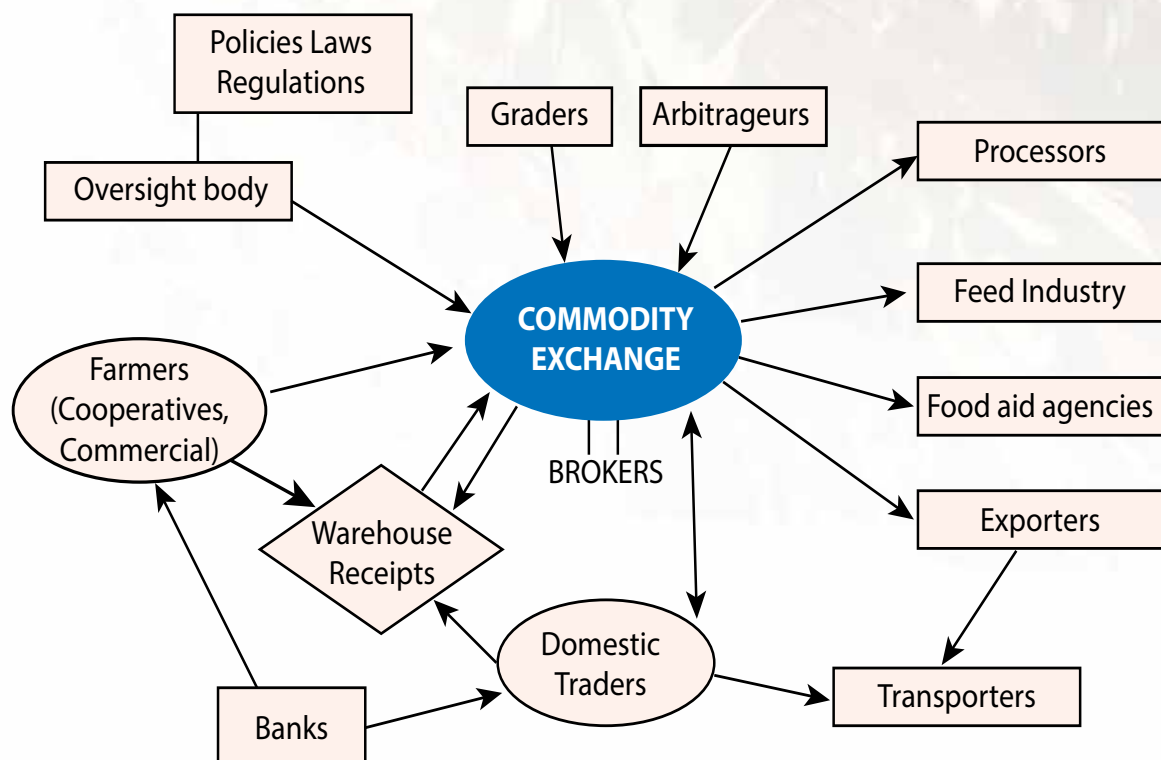 Policies Laws
Regulations
Graders
Arbitrageurs
Processors
Oversight body
Feed Industry
COMMODITY
EXCHANGE
Farmers
(Cooperatives,
Commercial)
Food aid agencies
BROKERS
Exporters
Warehouse
Receipts
Domestic
Traders
Transporters
Banks